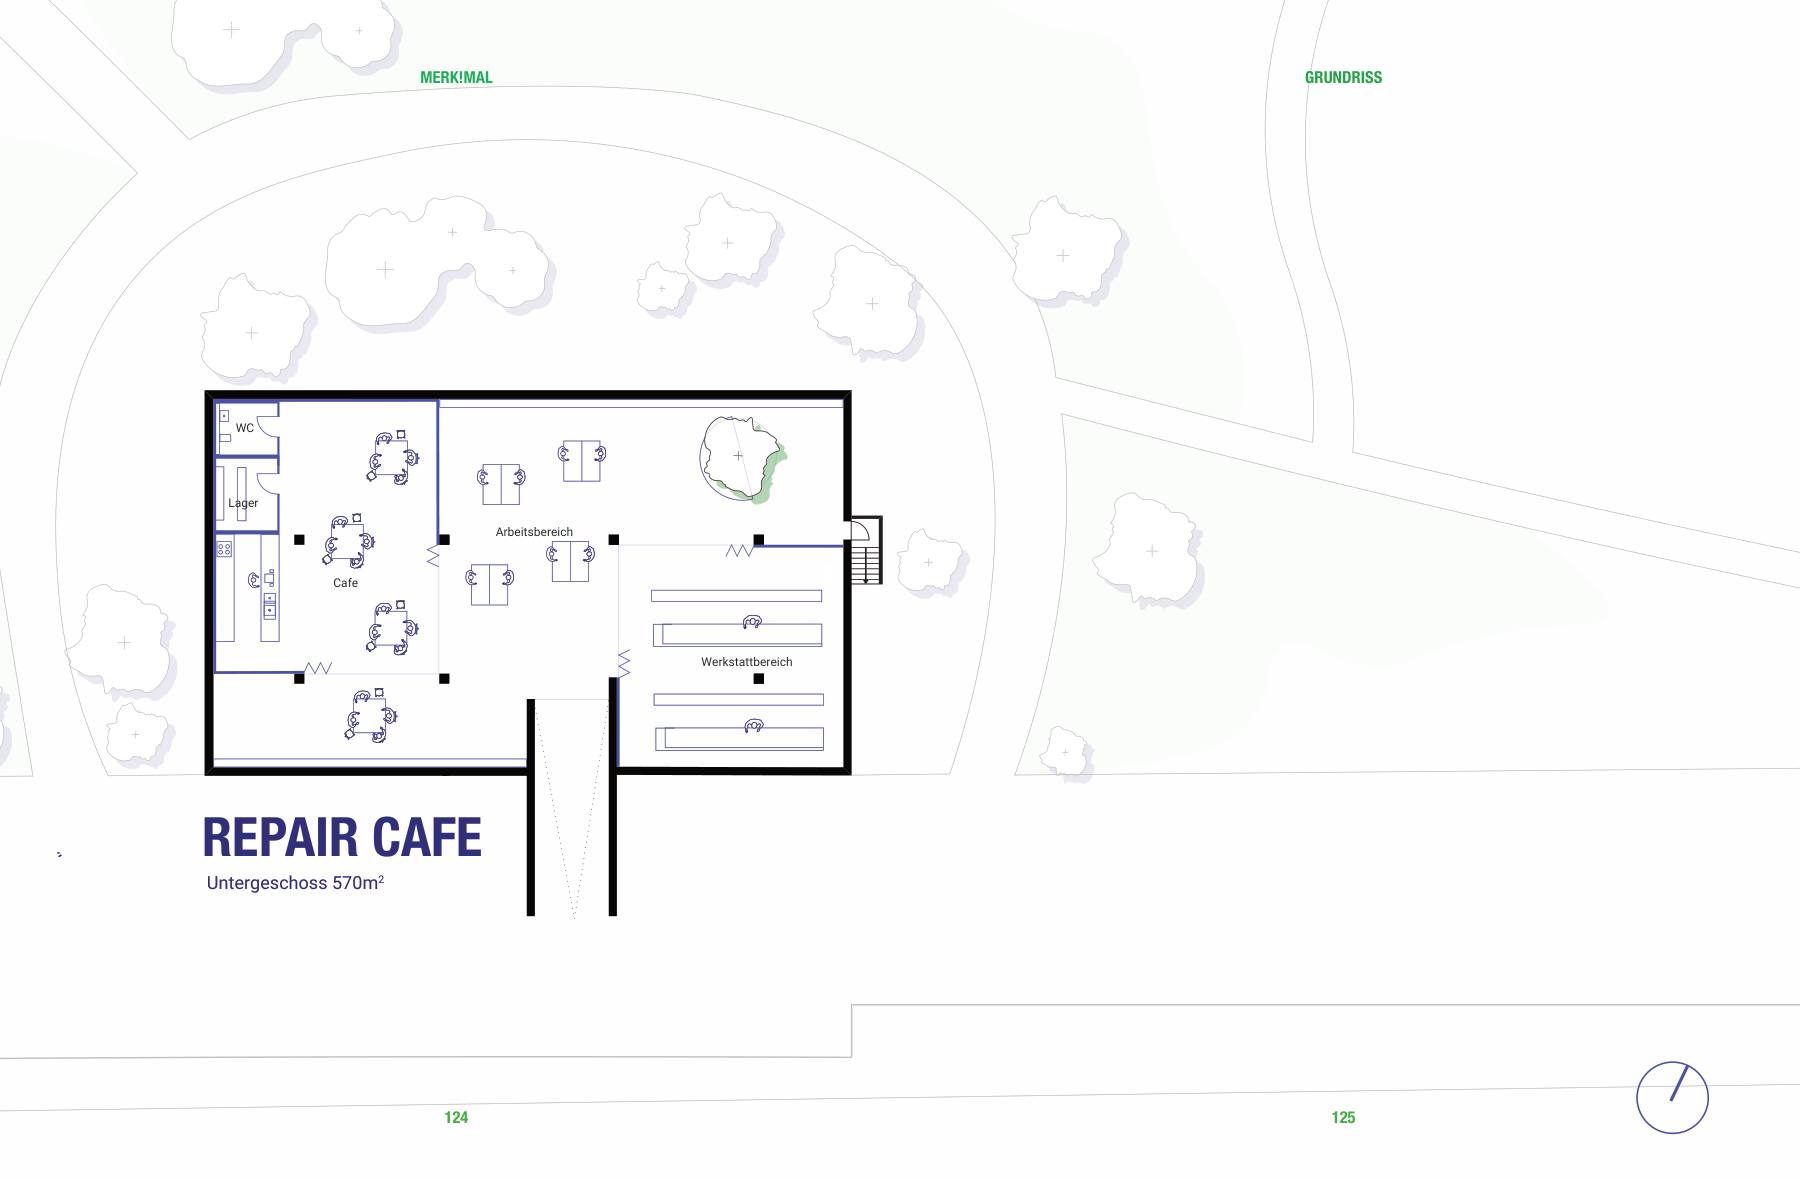 MERK!MAL
GRUNDRISS
WC
Lager
Arbeitsbereich
Cafe
Werkstattbereich
REPAIR CAFE
Untergeschoss 570m²
124
125